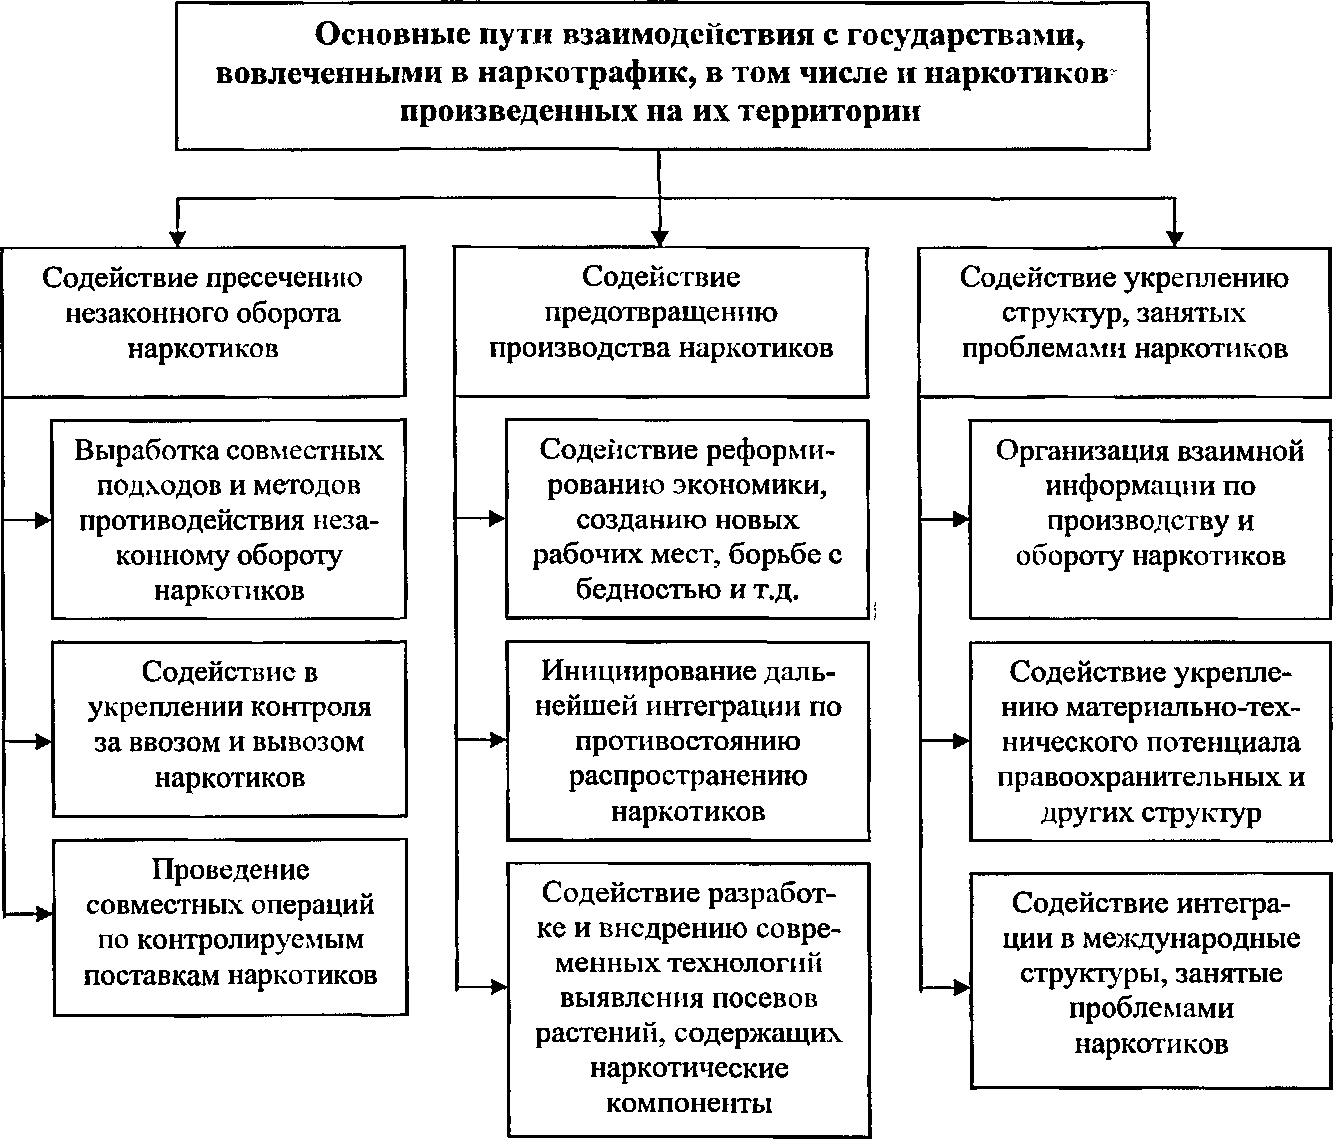 Основные пути взаимодействия с государствами,
вовлеченными в наркотрафик, в том числе и наркотиков
произведенных на их территории
Содействие пресечению
незаконного оборота
наркотиков
Выработка совместных
подходов и методов
противодействия неза-
конному обороту
наркотиков
Содействие в
укреплении контроля
за ввозом и вывозом
наркотиков
Проведение
совместных операций
по контролируемым
поставкам наркотиков
Содействие
предотвращению
производства наркотиков
Содействие реформи-
рованию экономики,
созданию новых
рабочих мест, борьбе с
бедностью и т.д.
Инициирование даль-
нейшей интеграции по
противостоянию
распространению
наркотиков
Содействие разработ-
ке и внедрению совре-
менных технологий
выявления посевов
растений, содержащих
наркотические
компоненты
Содействие укреплению
структур, занятых
проблемами наркотиков
Организация взаимной
информации по
производству и
обороту наркотиков
Содействие укрепле-
нию материально-тех-
нического потенциала
правоохранительных и
других структур
Содействие интегра-
ции в международные
структуры, занятые
проблемами
наркотиков